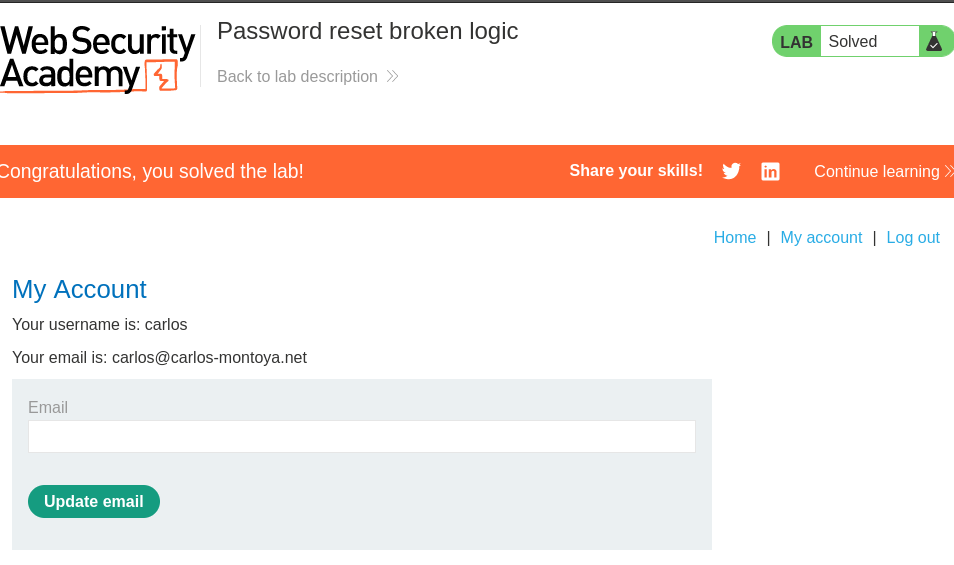 Web Security
Academy
Password reset broken logic
Back to lab description
LAB Solved
Congratulations, you solved the lab!
Share your skills!
Continue learning
Home | My account | Log out
My Account
Your username is: carlos
Your email is: carlos@carlos-montoya.net
Email
Update email